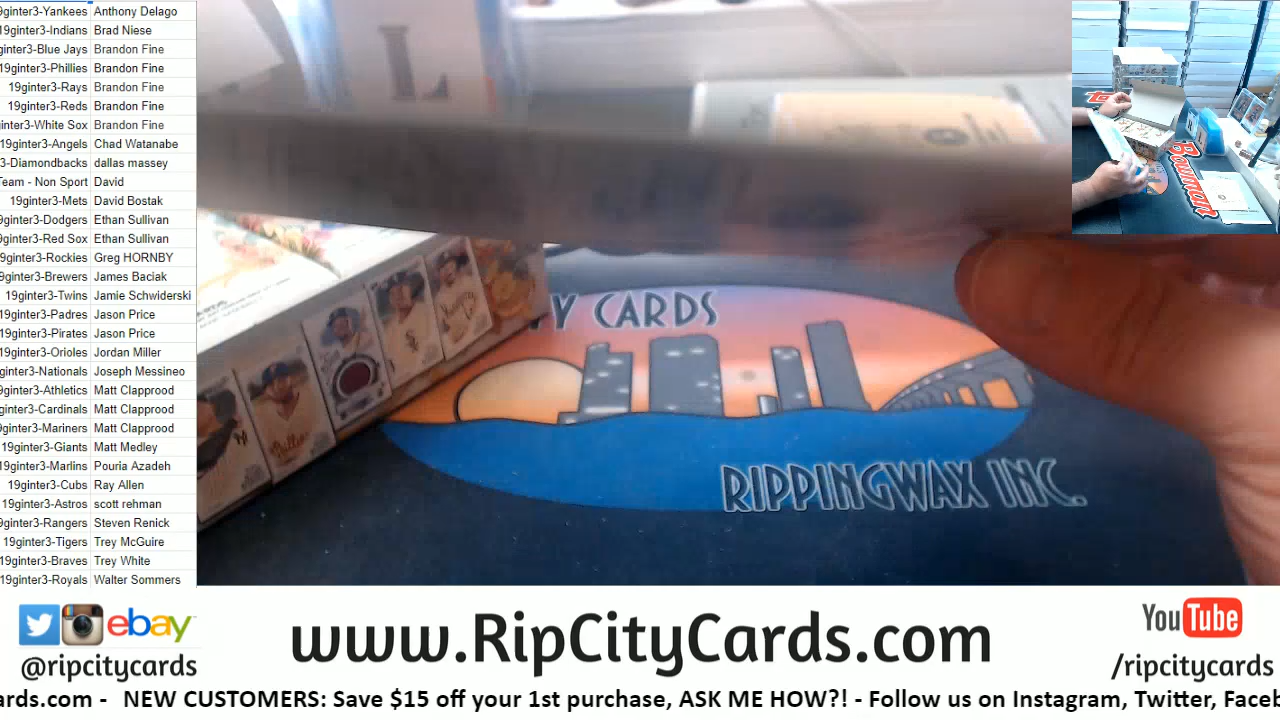 9ginter3-Yankees Anthony Delago
19ginter3-Indians Brad Niese
ginter3-Blue Jays Brandon Fine
19ginter3-Phillies Brandon Fine
19ginter3-Rays Brandon Fine
19ginter3-Reds Brandon Fine
inter3-White Sox Brandon Fine
19ginter3-Angels Chad Watanabe
3-Diamondbacks dallas massey
Team - Non Sport David
19ginter3-Mets David Bostak
ginter3-Dodgers Ethan Sullivan
ginter3-Red Sox Ethan Sullivan
ginter3-Rockies Greg HORNBY
9ginter3-Brewers James Baciak
19ginter3-Twins Jamie Schwiderski
19ginter3-Padres Jason Price
19ginter3-Pirates Jason Price
19ginter3-Orioles Jordan Miller
ginter3-Nationals Joseph Messineo
ginter3-Athletics Matt Clapprood
inter3-Cardinals Matt Clapprood
ginter3-Mariners Matt Clapprood
19ginter3-Giants Matt Medley
19ginter3-Marlins Pouria Azadeh
19ginter3-Cubs Ray Allen
19ginter3-Astros scott rehman
9ginter3-Rangers Steven Renick
19ginter3-Tigers Trey McGuire
19ginter3-Braves Trey White
19ginter3-Royals Walter Sommers
L
TY CARDS
RIPPINGWAX INC.
Phillies
Bowman
ebay
@ripcitycards
www.RipCityCards.com
YouTube
/ripcitycards
ards.com - NEW CUSTOMERS: Save $15 off your 1st purchase, ASK ME HOW?! - Follow us on Instagram, Twitter, Faceb